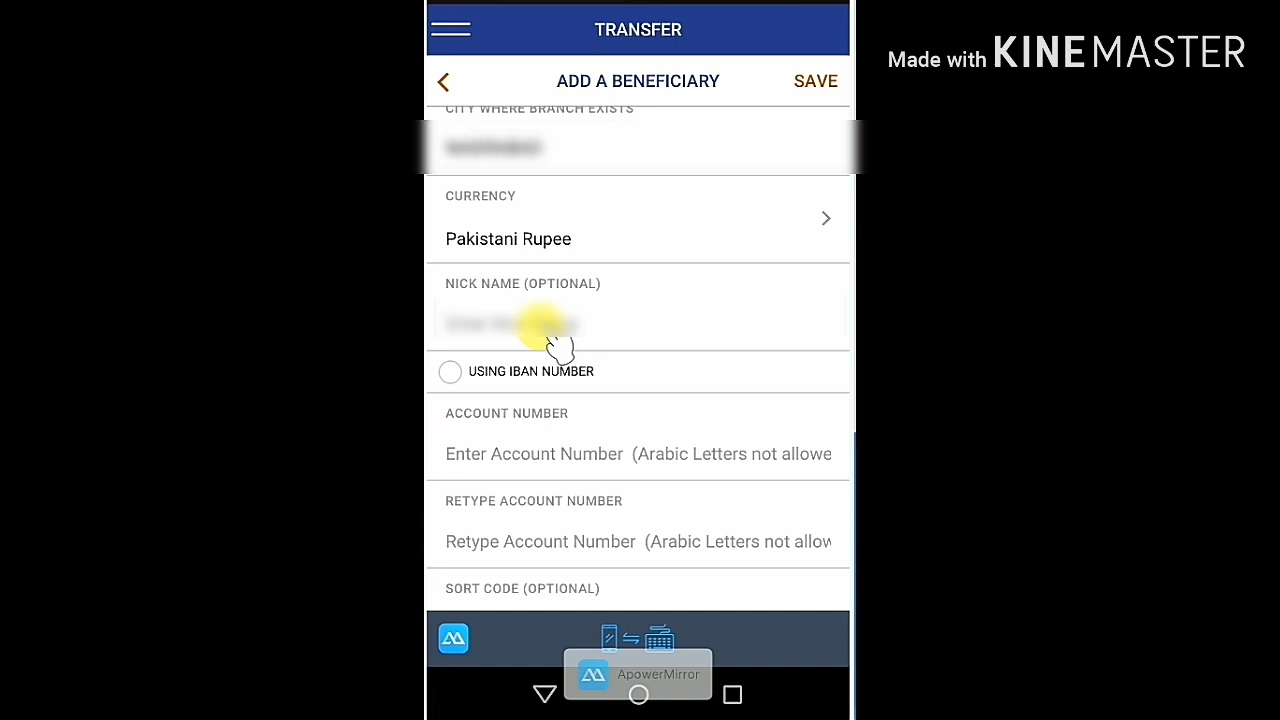 TRANSFER
Made with KINEMASTER
ADD A BENEFICIARY
SAVE
CITY WHERE BRANCH EXISTS
CURRENCY
Pakistani Rupee
NICK NAME (OPTIONAL)
USING IBAN NUMBER
ACCOUNT NUMBER
Enter Account Number (Arabic Letters not allowe
RETYPE ACCOUNT NUMBER
Retype Account Number (Arabic Letters not allow
SORT CODE (OPTIONAL)
ApowerMirror